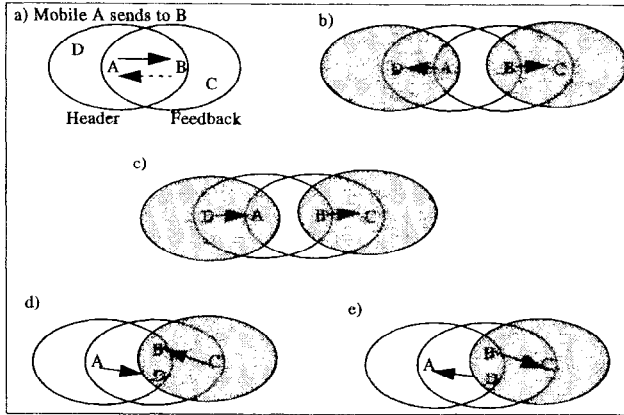 a) Mobile A sends to B
D
A B
C
Header Feedback
b)
D A B C
c)
D A B C
d)
A B C
D
e)
A B C
D